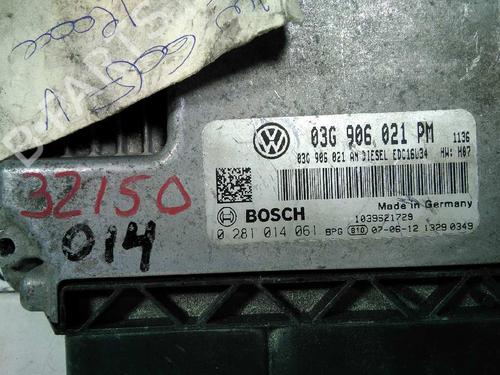 03G 906 021 PM 1136
03G 906 021 AN DIESEL EDC16U34 HW: H07
32150
014
BOSCH
Made in Germany
1039S21729
0 281 014 061 BPG 810 07-06-12 1329 0349